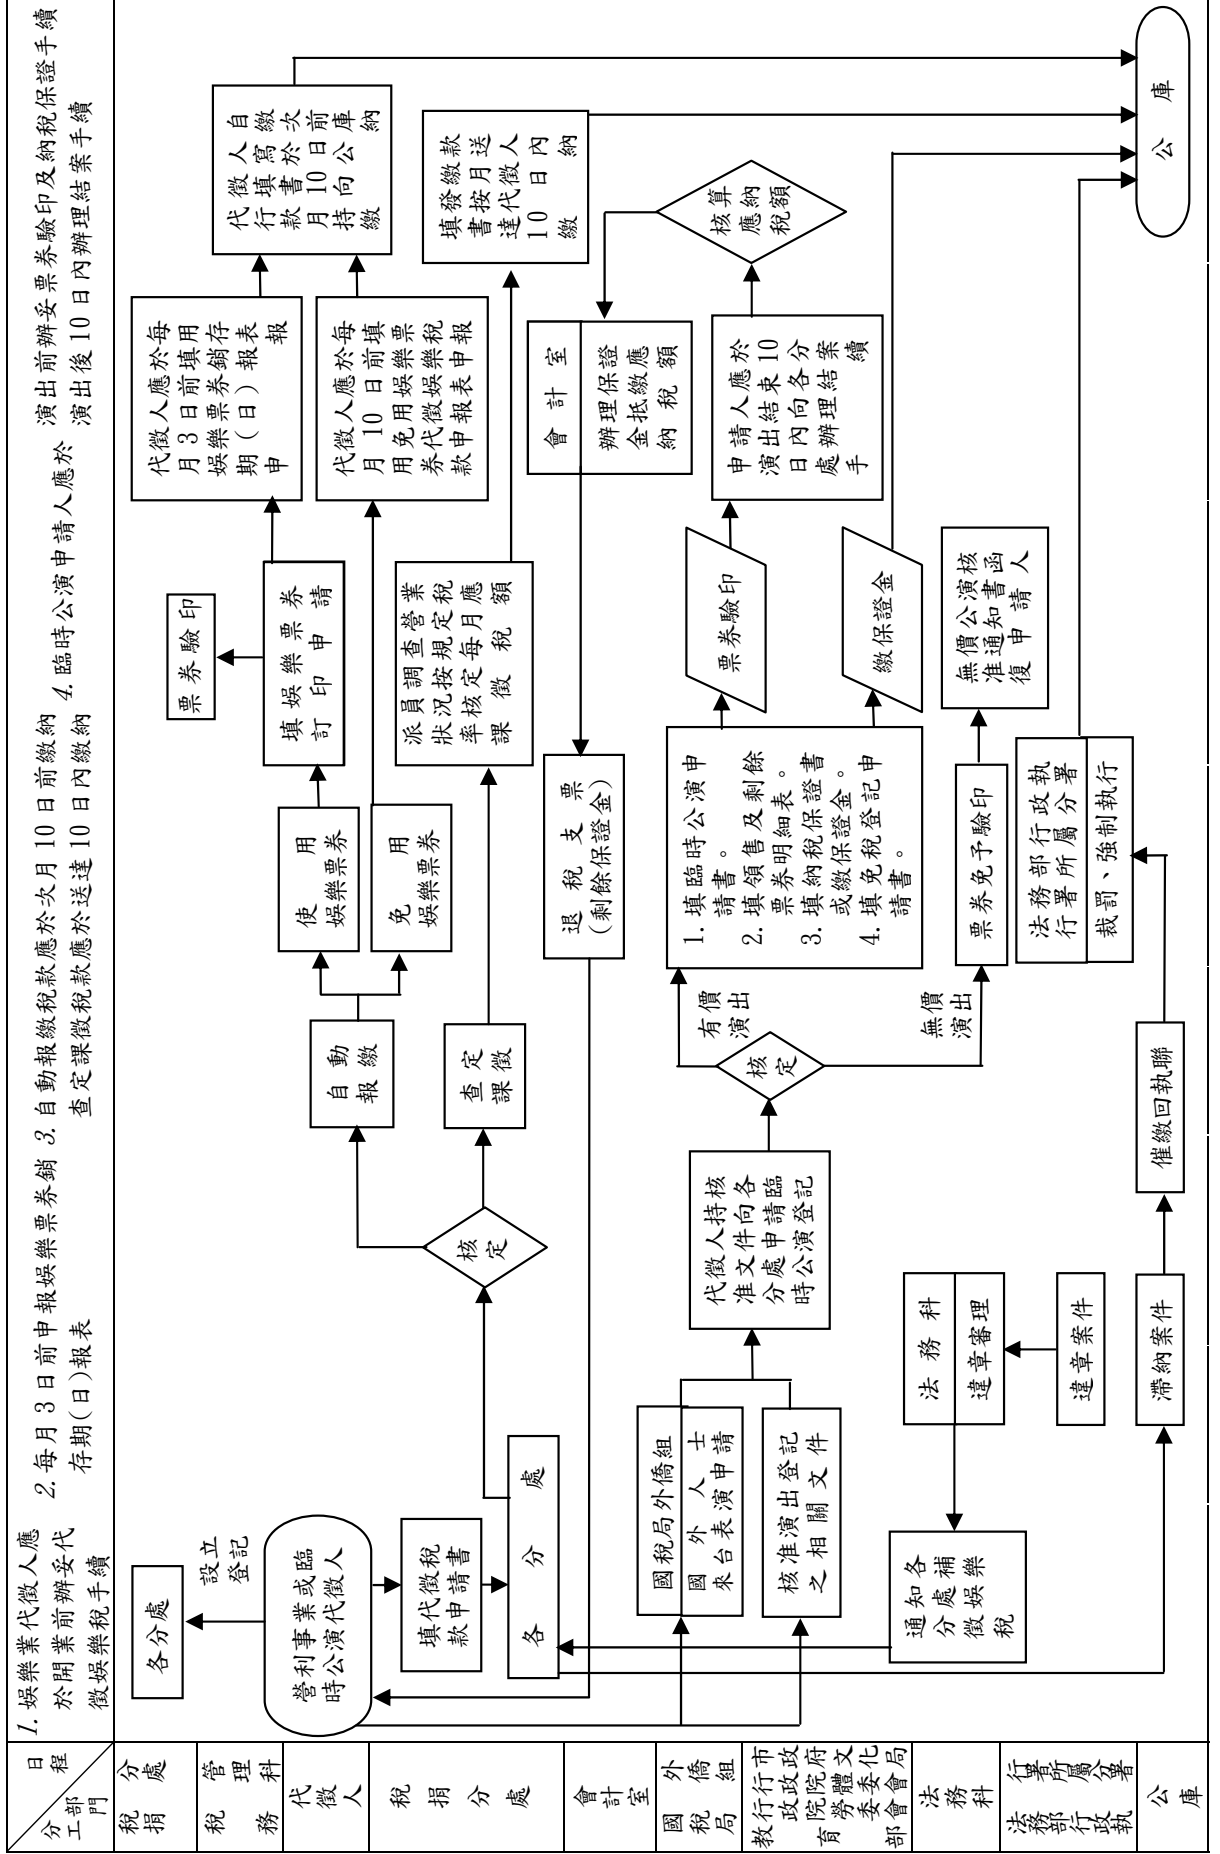 日程
分工部門
1. 娛樂業代徵人應
於開業前辦妥代
徵娛樂稅手續
2. 每月 3 日前申報娛樂票券銷
存期(日)報表
3. 自動報繳稅款應於次月 10 日前繳納
查定課徵稅款應於送達 10 日內繳納
4. 臨時公演申請人應於
演出前辦妥票券驗印及納稅保證手續
演出後 10 日內辦理結案手續
稅捐
分處
稅務
管理科
代徵人
稅捐分處
會計室
國稅局
外僑組
教育部
行政院勞委會
行政院體委會
市政府文化局
法務科
法務部行政執
行署所屬分署
公庫
各分處
設立
登記
營利事業或臨
時公演代徵人
填代徵稅
款申請書
各分處
核定
自動
報繳
查定
課徵
使用
娛樂票券
免用
娛樂票券
填娛樂票券
訂印申請
票券驗印
代徵人應於每
月 3 日前填用
娛樂票券銷存
期(日)報表
申報
代徵人應於每
月 10 日前填
用免用娛樂票
券代徵娛樂稅
款申報表申報
代徵人自
行填寫繳
款書於次
月 10 日前
持向公庫
繳納
派員調查營業
狀況按規定稅
率核定每月應
課徵稅額
填發繳款
書按月送
達代徵人
10 日內
繳納
會計室
辦理保證
金抵繳應
納稅額
核算
應納
稅額
退稅支票
(剩餘保證金)
國稅局外僑組
國外人士
來台表演申請
核准演出登記
之相關文件
代徵人持核
准文件向各
分處申請臨
時公演登記
核定
有價
演出
無價
演出
1. 填臨時公演申
請書。
2. 填領售及剩餘
票券明細表。
3. 填納稅保證書
或繳保證金。
4. 填免稅登記申
請書。
票券驗印
繳保證金
申請人應於
演出結束 10
日內向各分
處辦理結案
手續
票券免予驗印
無價公演核
准通知書函
復申請人
法務科
違章審理
違章案件
通知各
分處補
徵娛樂
稅
滯納案件
催繳回執聯
法務部行政執
行署所屬分署
裁罰、強制執行
公庫